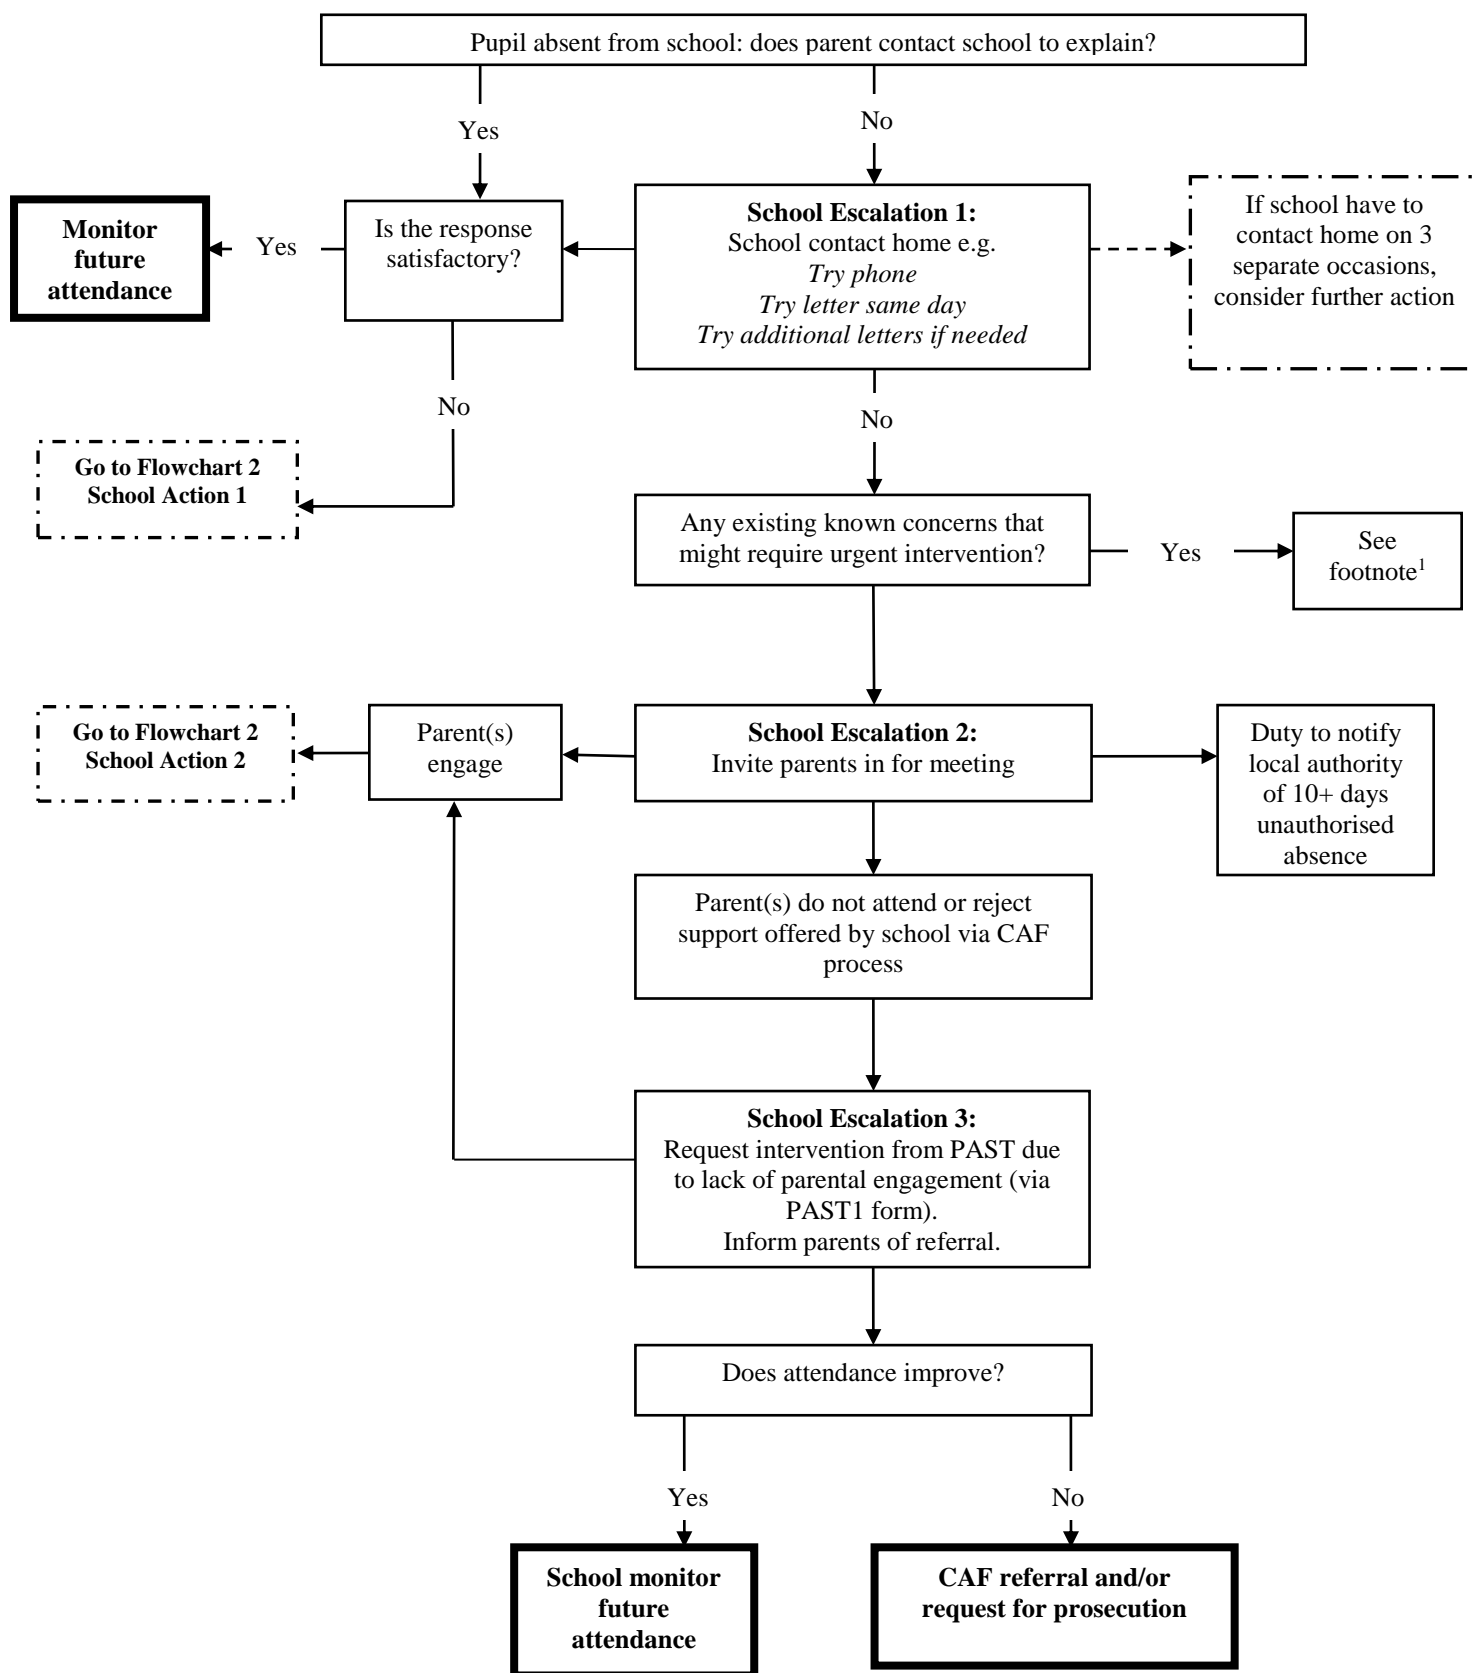 Pupil absent from school: does parent contact school to explain?
Yes
No
Monitor
future
attendance
Yes
Is the response
satisfactory?
School Escalation 1:
School contact home e.g.
Try phone
Try letter same day
Try additional letters if needed
If school have to
contact home on 3
separate occasions,
consider further action
No
No
Go to Flowchart 2
School Action 1
Any existing known concerns that
might require urgent intervention?
Yes
See
footnote¹
Go to Flowchart 2
School Action 2
Parent(s)
engage
School Escalation 2:
Invite parents in for meeting
Duty to notify
local authority
of 10+ days
unauthorised
absence
Parent(s) do not attend or reject
support offered by school via CAF
process
School Escalation 3:
Request intervention from PAST due
to lack of parental engagement (via
PAST1 form).
Inform parents of referral.
Does attendance improve?
Yes
No
School monitor
future
attendance
CAF referral and/or
request for prosecution